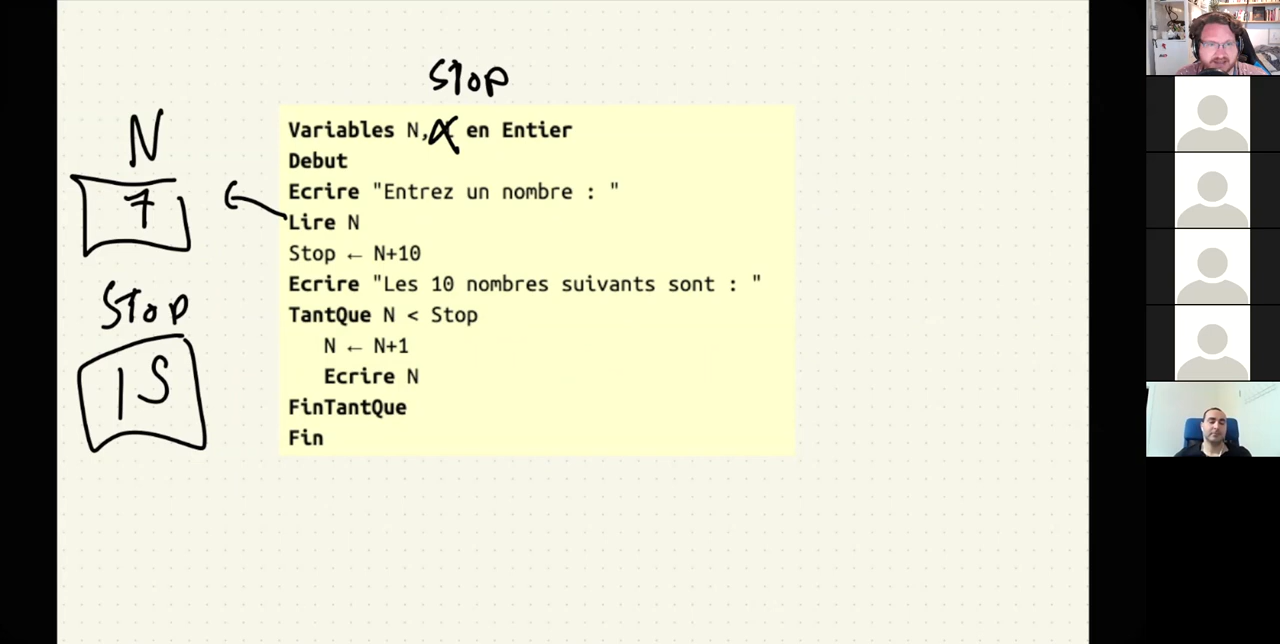 Stop
N
7
Stop
15
Variables N, en Entier
Debut
Ecrire "Entrez un nombre : "
Lire N
Stop ← N+10
Ecrire "Les 10 nombres suivants sont : "
TantQue N < Stop
N ← N+1
Ecrire N
FinTantQue
Fin